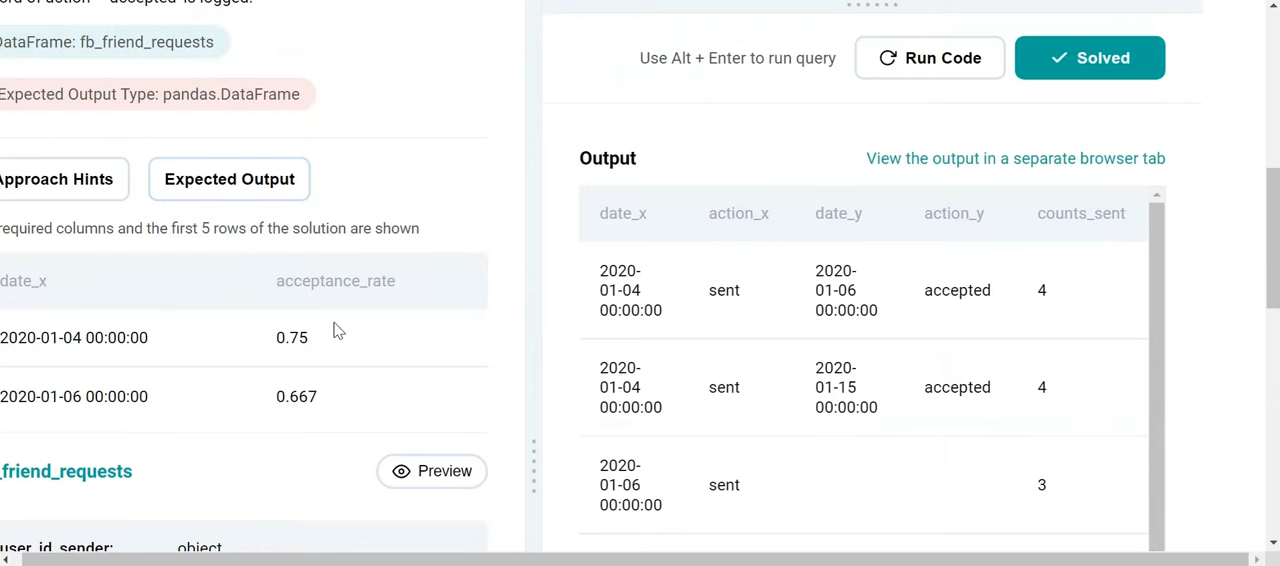 DataFrame: fb_friend_requests
Expected Output Type: pandas.DataFrame
Approach Hints
Expected Output
required columns and the first 5 rows of the solution are shown
date_x acceptance_rate
2020-01-04 00:00:00 0.75
2020-01-06 00:00:00 0.667
_friend_requests
Preview
user_id_sender: object
Use Alt + Enter to run query
Run Code
Solved
Output
View the output in a separate browser tab
date_x action_x date_y action_y counts_sent
2020-
01-04
00:00:00
sent
2020-
01-06
00:00:00
accepted
4
2020-
01-04
00:00:00
sent
2020-
01-15
00:00:00
accepted
4
2020-
01-06
00:00:00
sent
3